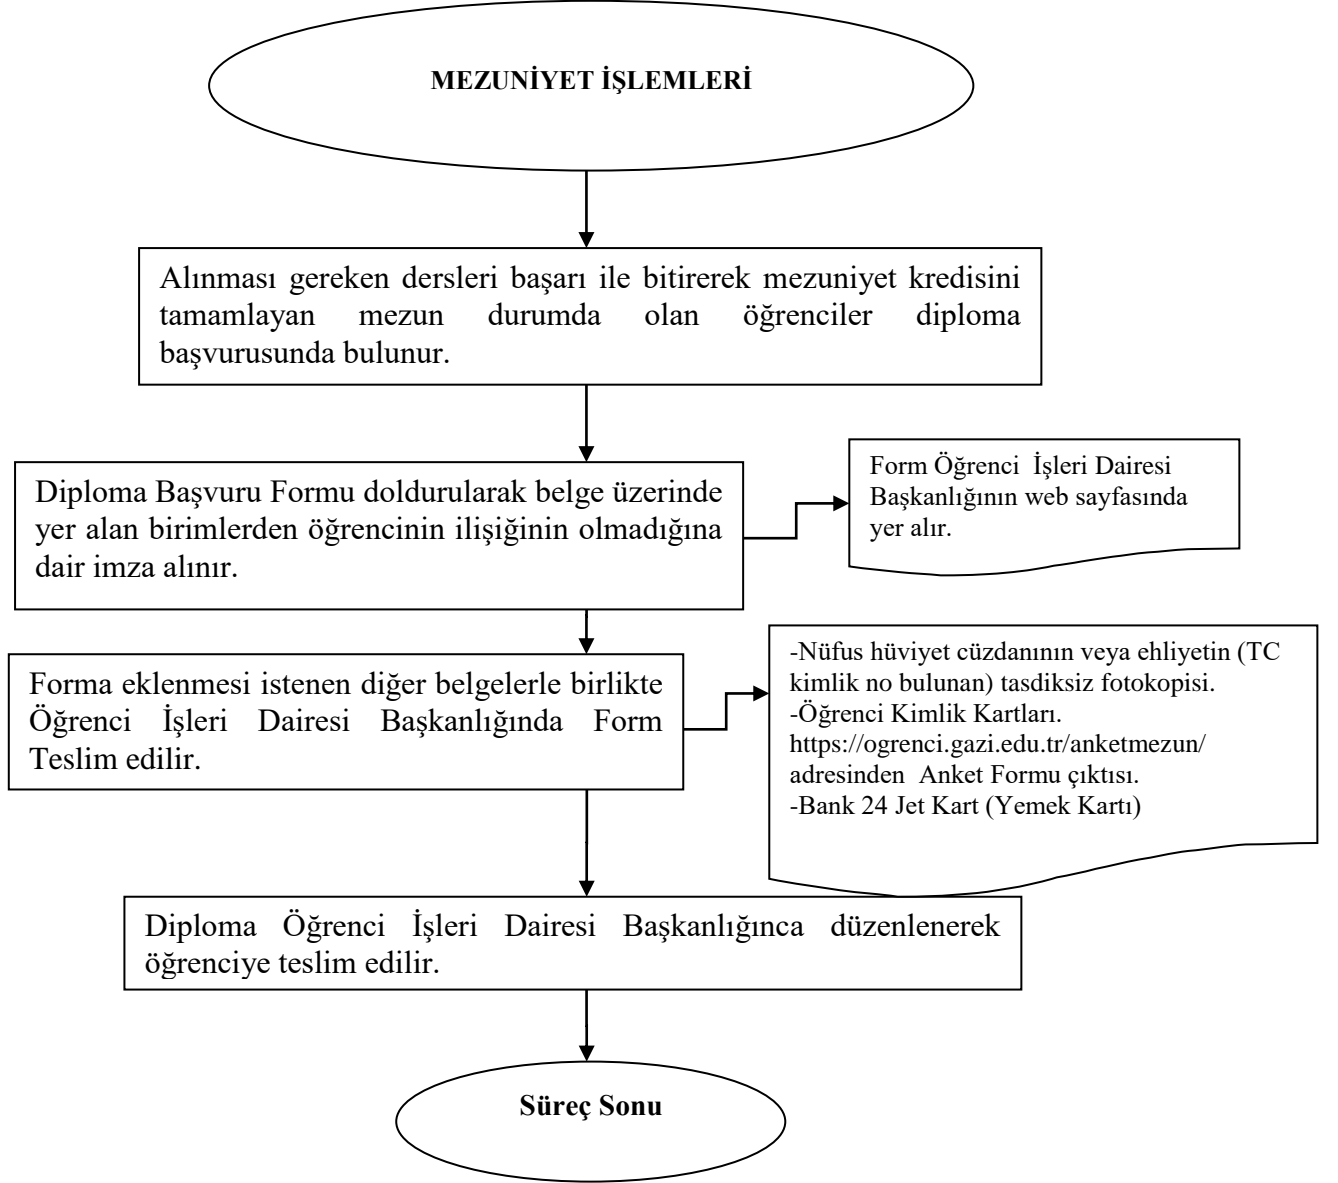 MEZUNİYET İŞLEMLERİ
Alınması gereken dersleri başarı ile bitirerek mezuniyet kredisini
tamamlayan mezun durumda olan öğrenciler diploma
başvurusunda bulunur.
Diploma Başvuru Formu doldurularak belge üzerinde
yer alan birimlerden öğrencinin ilişiğinin olmadığına
dair imza alınır.
Form Öğrenci İşleri Dairesi
Başkanlığının web sayfasında
yer alır.
Forma eklenmesi istenen diğer belgelerle birlikte
Öğrenci İşleri Dairesi Başkanlığında Form
Teslim edilir.
-Nüfus hüviyet cüzdanının veya ehliyetin (TC
kimlik no bulunan) tasdiksiz fotokopisi.
-Öğrenci Kimlik Kartları.
https://ogrenci.gazi.edu.tr/anketmezun/
adresinden Anket Formu çıktısı.
-Bank 24 Jet Kart (Yemek Kartı)
Diploma Öğrenci İşleri Dairesi Başkanlığınca düzenlenerek
öğrenciye teslim edilir.
Süreç Sonu